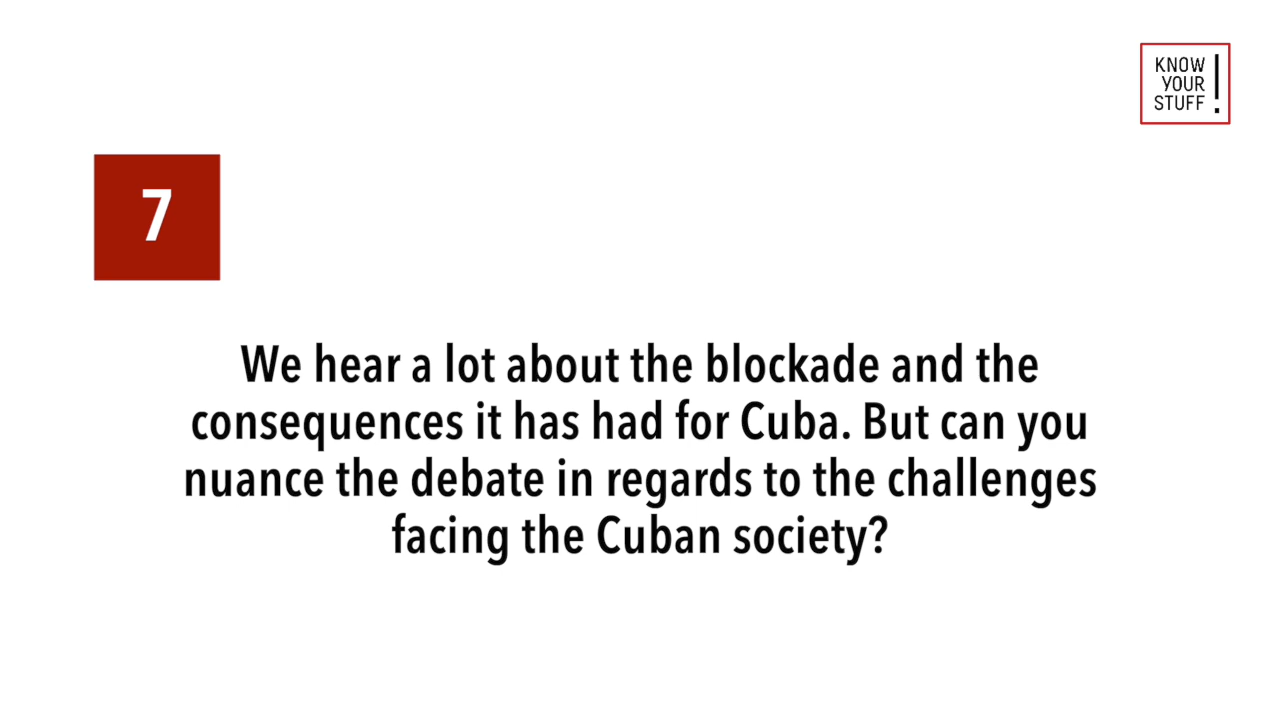 KNOW
YOUR
STUFF!
7
We hear a lot about the blockade and the
consequences it has had for Cuba. But can you
nuance the debate in regards to the challenges
facing the Cuban society?